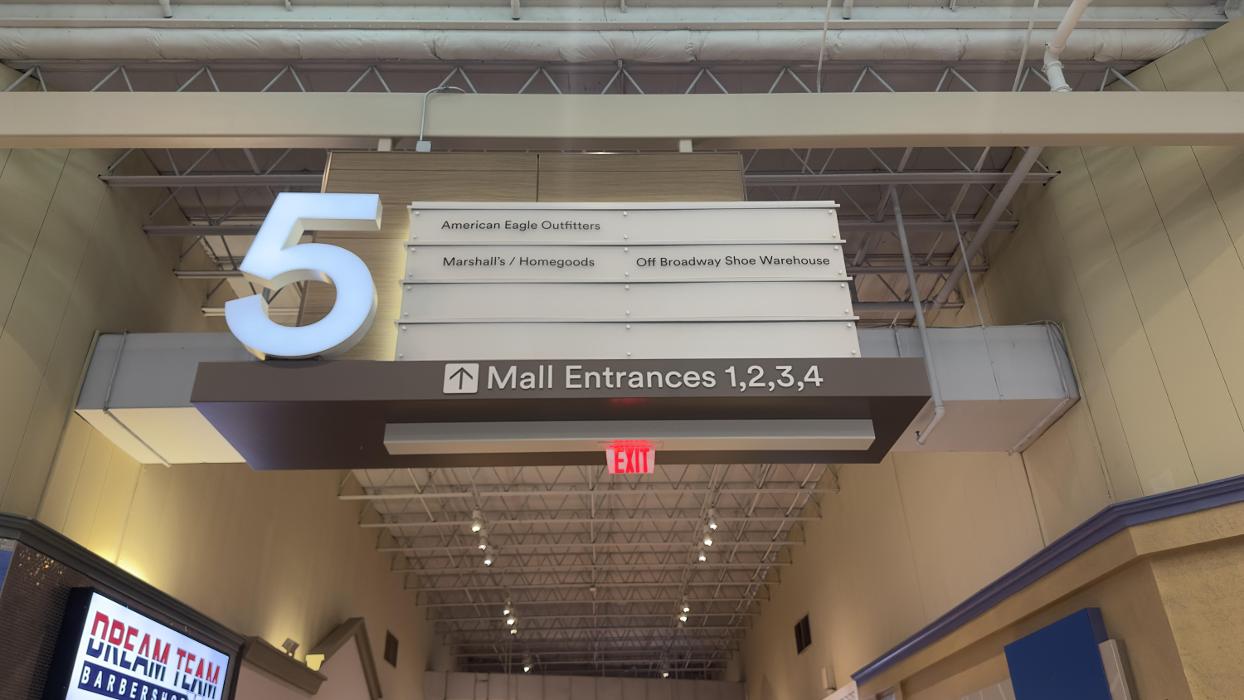 5
American Eagle Outfitters
Marshall's / Homegoods Off Broadway Shoe Warehouse
Mall Entrances 1,2,3,4
EXIT
DREAM TEAM
BARBERSHO